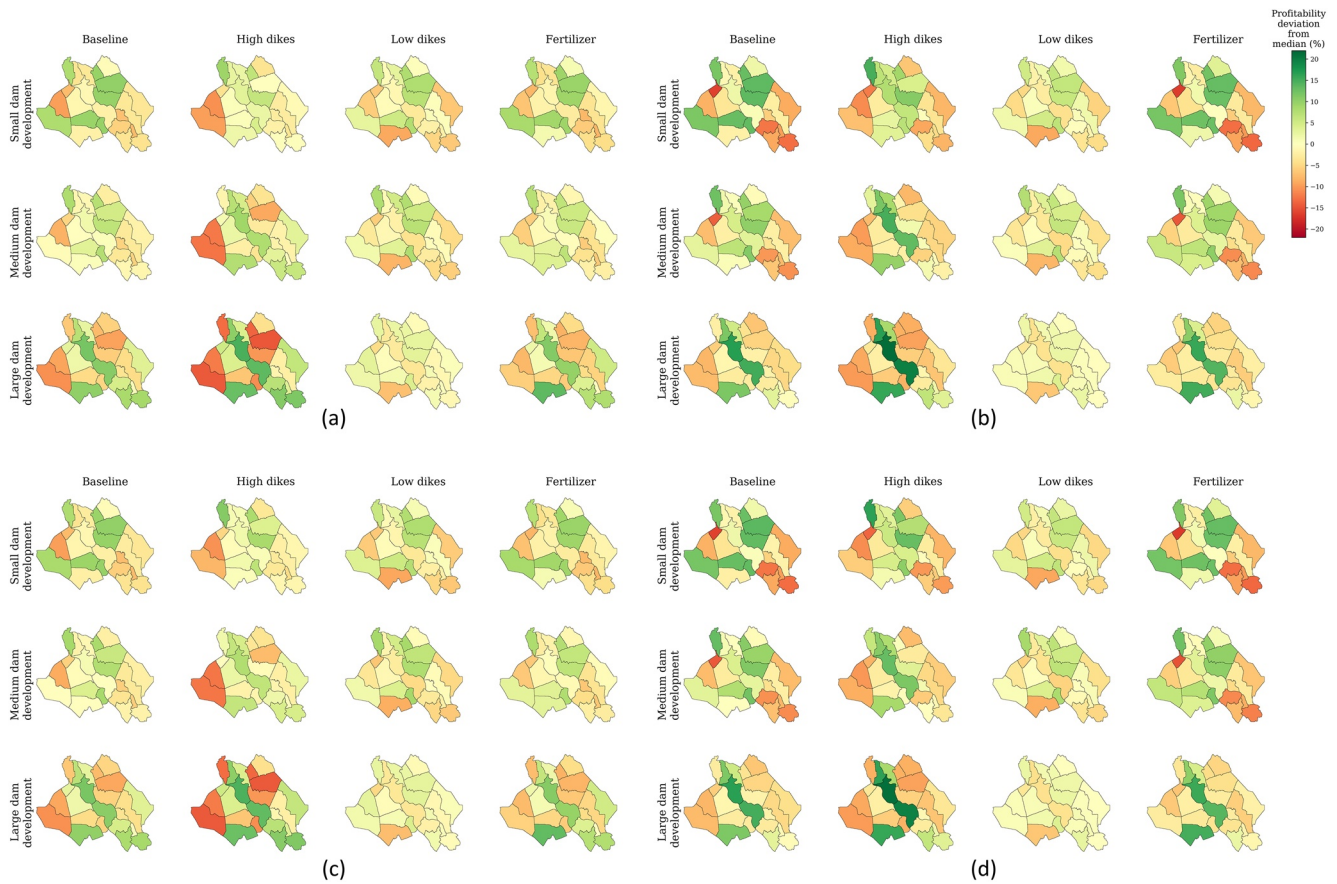 Profitability
deviation
from
median (%)
Baseline
High dikes
Low dikes
Fertilizer
Small dam
development
Medium dam
development
Large dam
development
(a)
Baseline
High dikes
Low dikes
Fertilizer
Small dam
development
Medium dam
development
Large dam
development
(b)
20
15
10
5
0
−5
−10
−15
−20
Baseline
High dikes
Low dikes
Fertilizer
Small dam
development
Medium dam
development
Large dam
development
(c)
Baseline
High dikes
Low dikes
Fertilizer
Small dam
development
Medium dam
development
Large dam
development
(d)